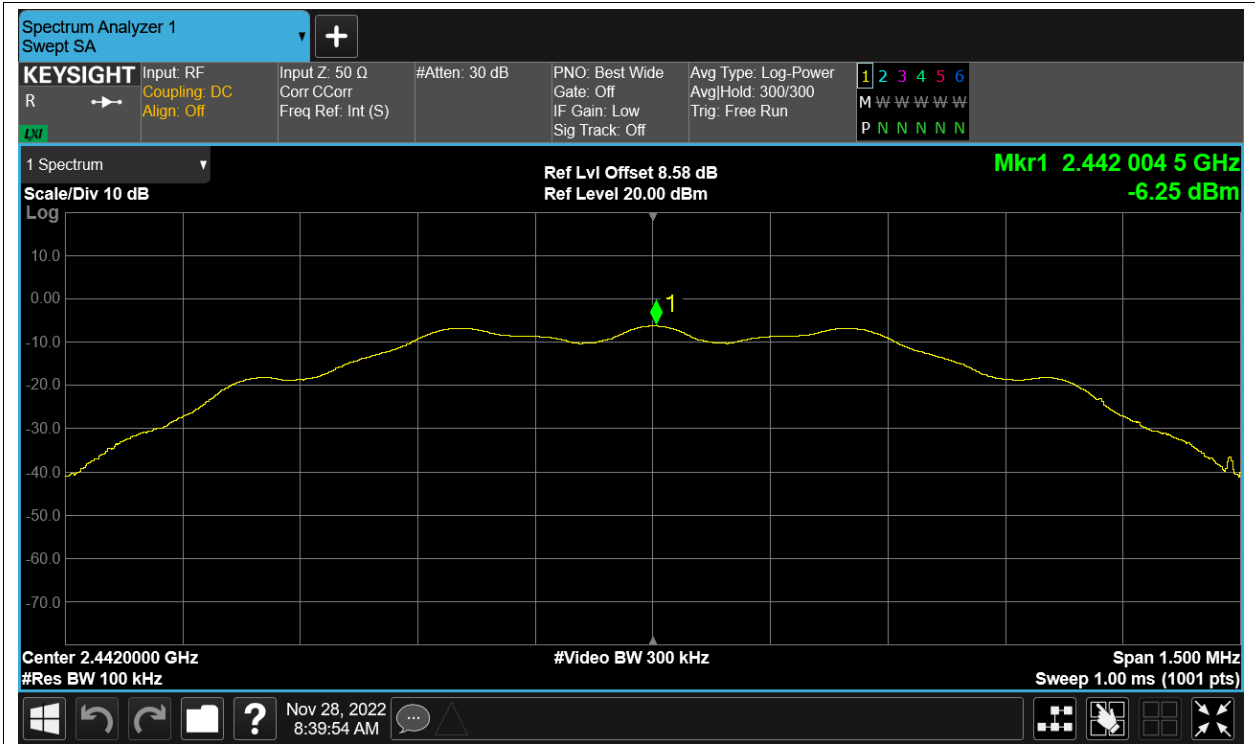 Spectrum Analyzer 1
Swept SA
KEYSIGHT
R
LXI
Input: RF
Coupling: DC
Align: Off
Input Z: 50 Ω
Corr CCorr
Freq Ref: Int (S)
#Atten: 30 dB
PNO: Best Wide
Gate: Off
IF Gain: Low
Sig Track: Off
Avg Type: Log-Power
Avg|Hold: 300/300
Trig: Free Run
1 2 3 4 5 6
M W W W W W
P N N N N N
1 Spectrum
Scale/Div 10 dB
Log
Ref Lvl Offset 8.58 dB
Ref Level 20.00 dBm
Mkr1 2.442 004 5 GHz
-6.25 dBm
10.0
0.00
-10.0
-20.0
-30.0
-40.0
-50.0
-60.0
-70.0
1
Center 2.4420000 GHz
#Res BW 100 kHz
#Video BW 300 kHz
Span 1.500 MHz
Sweep 1.00 ms (1001 pts)
?
Nov 28, 2022
8:39:54 AM